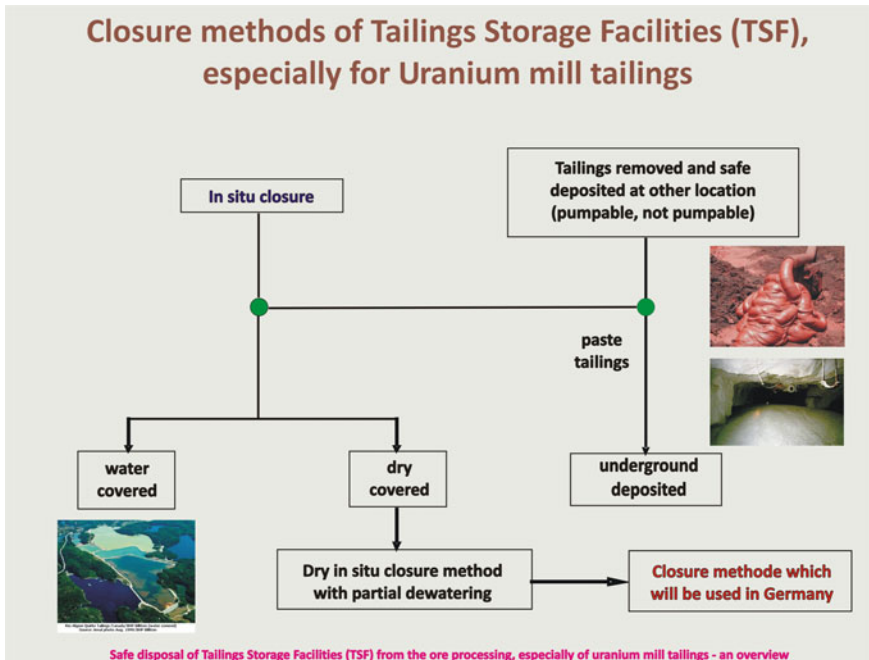 Closure methods of Tailings Storage Facilities (TSF),
especially for Uranium mill tailings
In situ closure
Tailings removed and safe
deposited at other location
(pumpable, not pumpable)
paste
tailings
water
covered
dry
covered
underground
deposited
Dry in situ closure method
with partial dewatering
Closure methode which
will be used in Germany
Safe disposal of Tailings Storage Facilities (TSF) from the ore processing, especially of uranium mill tailings - an overview